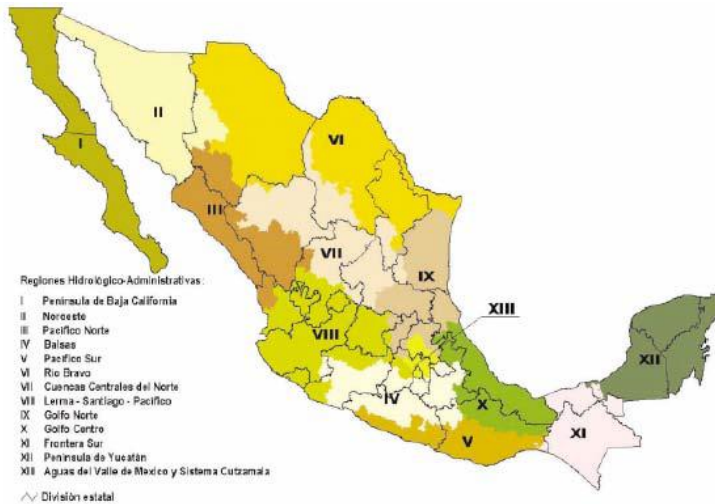 II
I
VI
III
VII
IX
XIII
VIII
XII
IV
X
V
XI
Regiones Hidrológico-Administrativas:
I Península de Baja California
II Noroeste
III Pacífico Norte
IV Balsas
V Pacifico Sur
VI Río Bravo
VII Cuencas Centrales del Norte
VIII Lerma - Santiago - Pacífico
IX Golfo Norte
X Golfo Centro
XI Frontera Sur
XII Península de Yucatán
XIII Aguas del Valle de Mexico y Sistema Cutzamala
División estatal